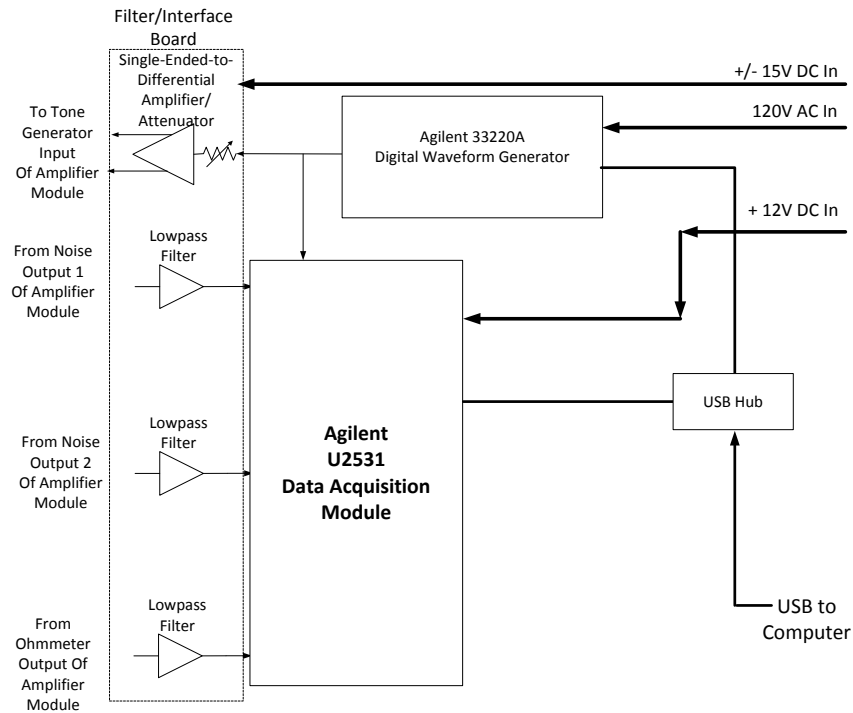 Filter/Interface
Board
Single-Ended-to-
Differential
Amplifier/
Attenuator
+/- 15V DC In
To Tone
Generator
Input
Of Amplifier
Module
Agilent 33220A
Digital Waveform Generator
120V AC In
+ 12V DC In
From Noise
Output 1
Of Amplifier
Module
Lowpass
Filter
USB Hub
From Noise
Output 2
Of Amplifier
Module
Lowpass
Filter
Agilent
U2531
Data Acquisition
Module
From
Ohmmeter
Output Of
Amplifier
Module
Lowpass
Filter
USB to
Computer